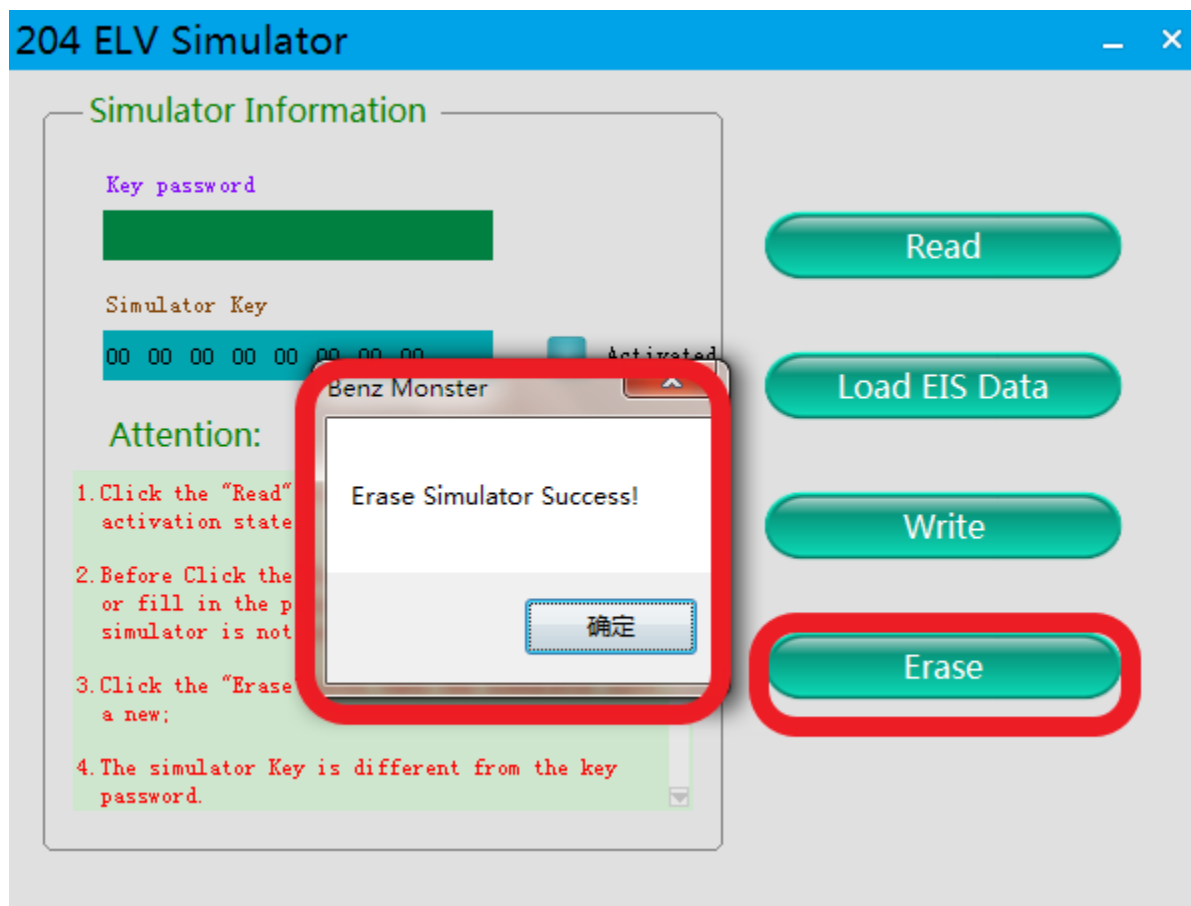 204 ELV Simulator
Simulator Information
Key password
Read
Simulator Key
00 00 00 00 00 00 00 00
Activated
Benz Monster
Load EIS Data
Attention:
1.Click the "Read"
activation state
Erase Simulator Success!
Write
2.Before Click the
or fill in the p
simulator is not
确定
Erase
3.Click the "Erase"
a new;
4.The simulator Key is different from the key
password.